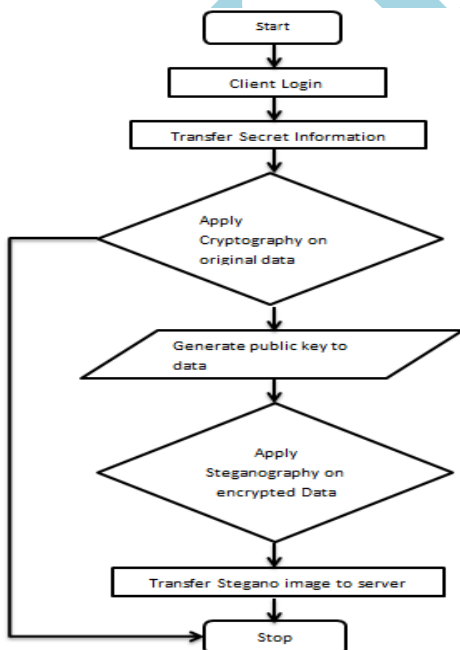 Start
Client Login
Transfer Secret Information
Apply
Cryptography on
original data
Generate public key to
data
Apply
Steganography on
encrypted Data
Transfer Stegano image to server
Stop